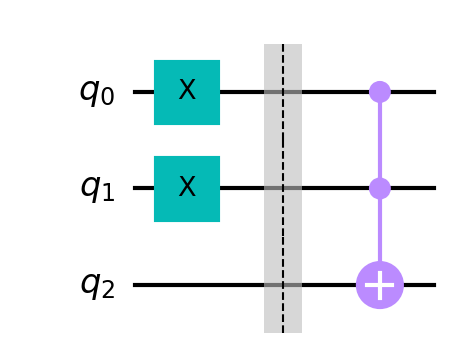 q₀ X
q₁ X
q₂